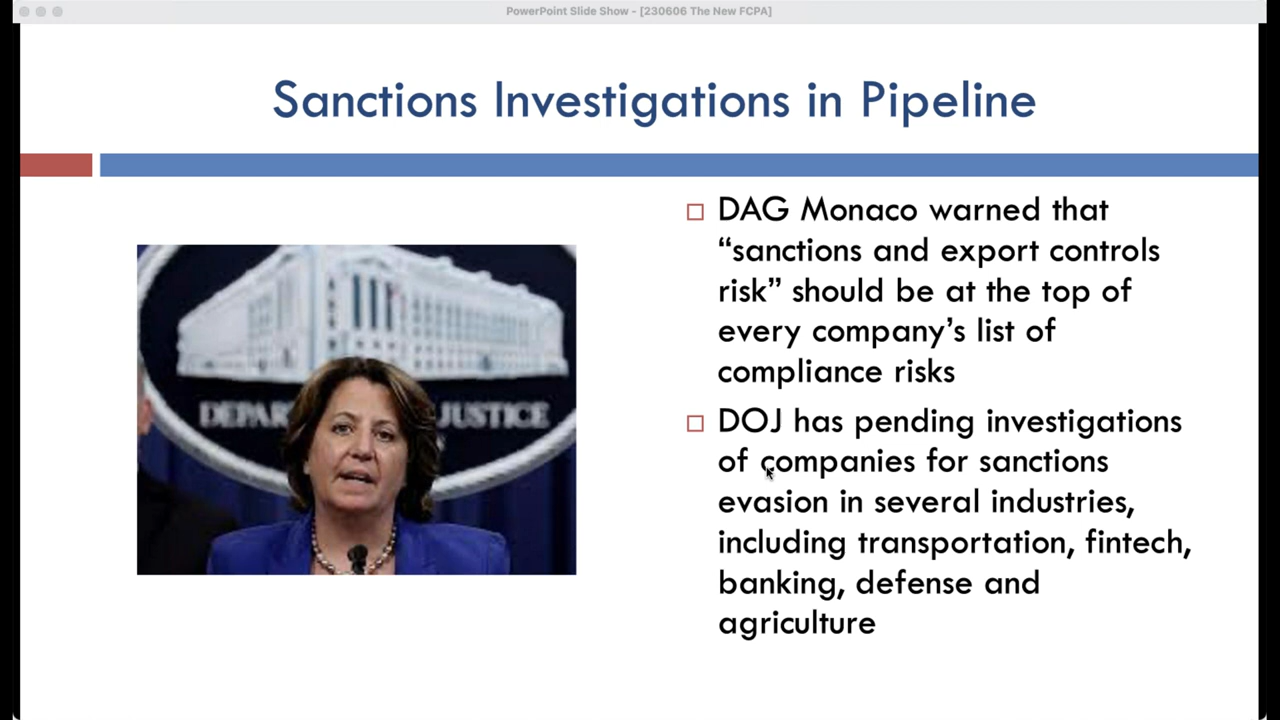 PowerPoint Slide Show - [230606 The New FCPA]
Sanctions Investigations in Pipeline
DEPAR JUSTICE
DAG Monaco warned that
“sanctions and export controls
risk” should be at the top of
every company’s list of
compliance risks
DOJ has pending investigations
of companies for sanctions
evasion in several industries,
including transportation, fintech,
banking, defense and
agriculture